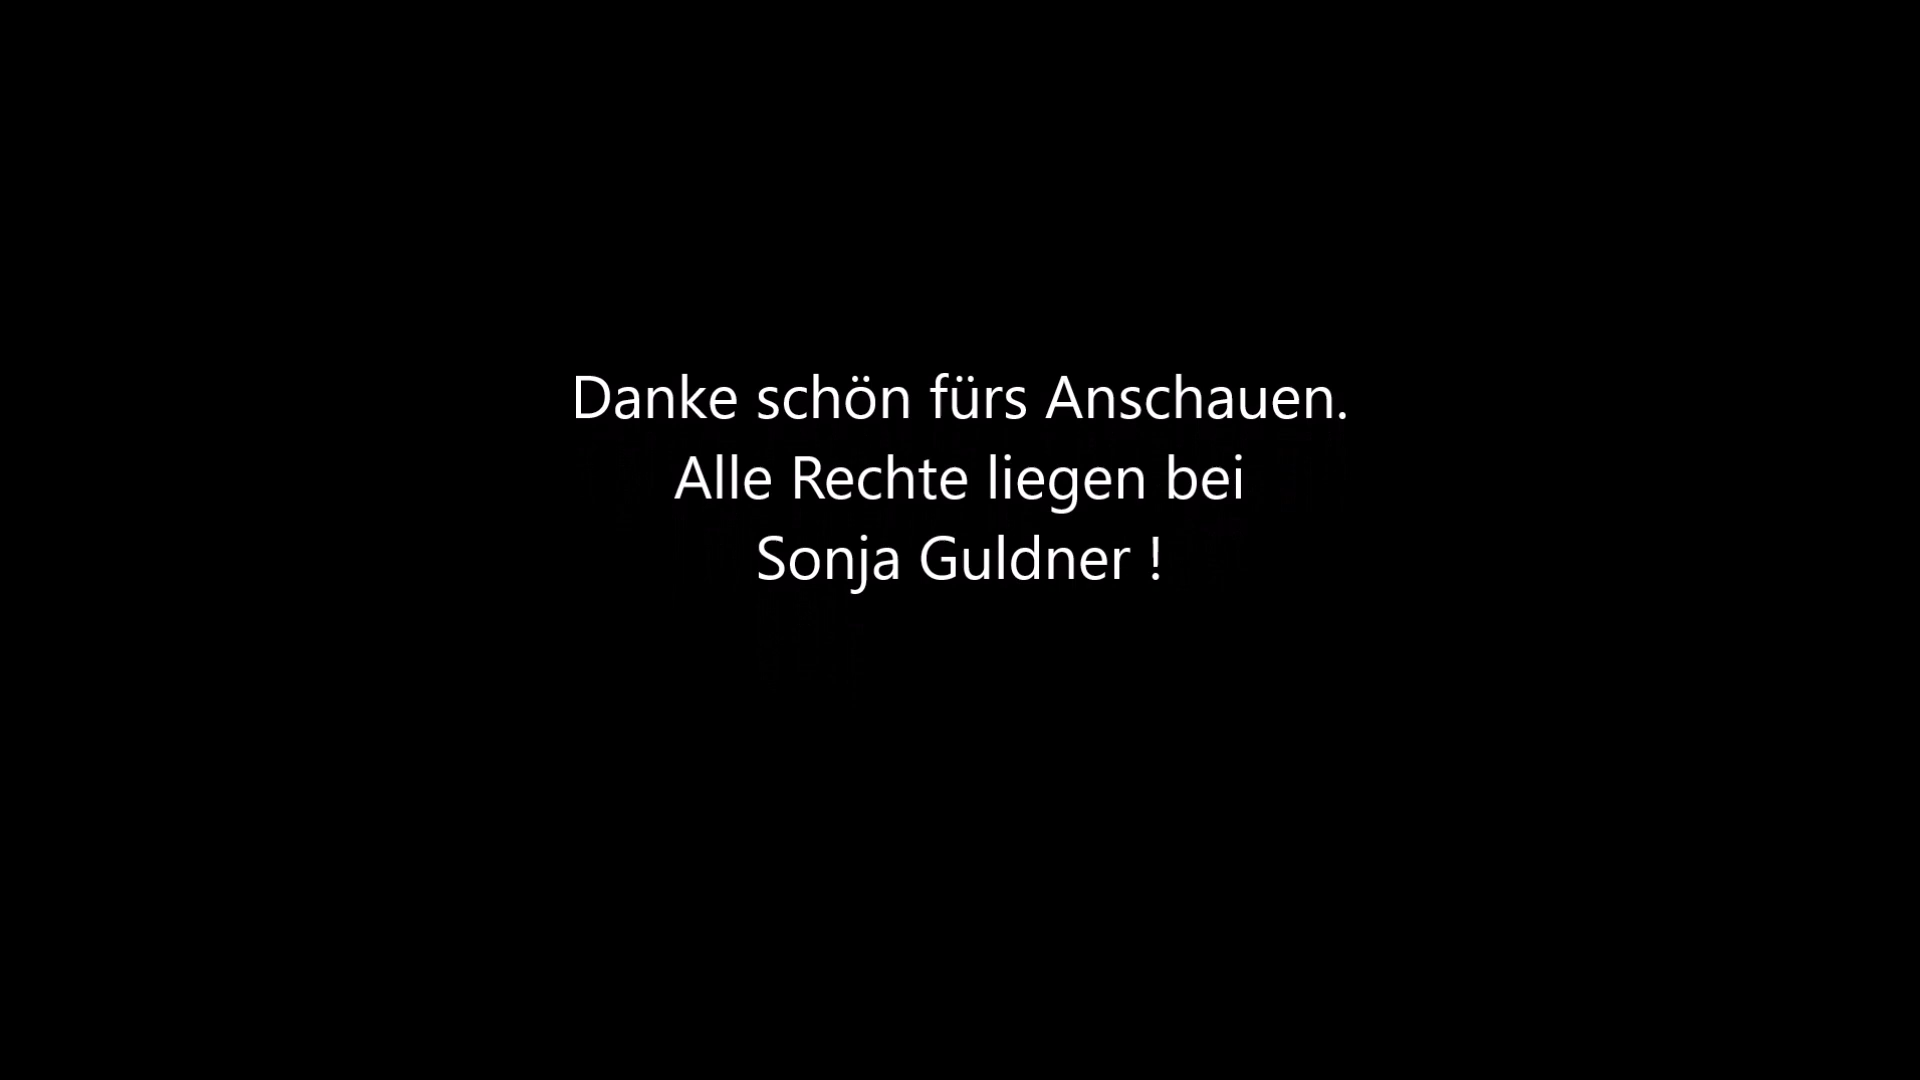 Danke schön fürs Anschauen.
Alle Rechte liegen bei
Sonja Guldner !